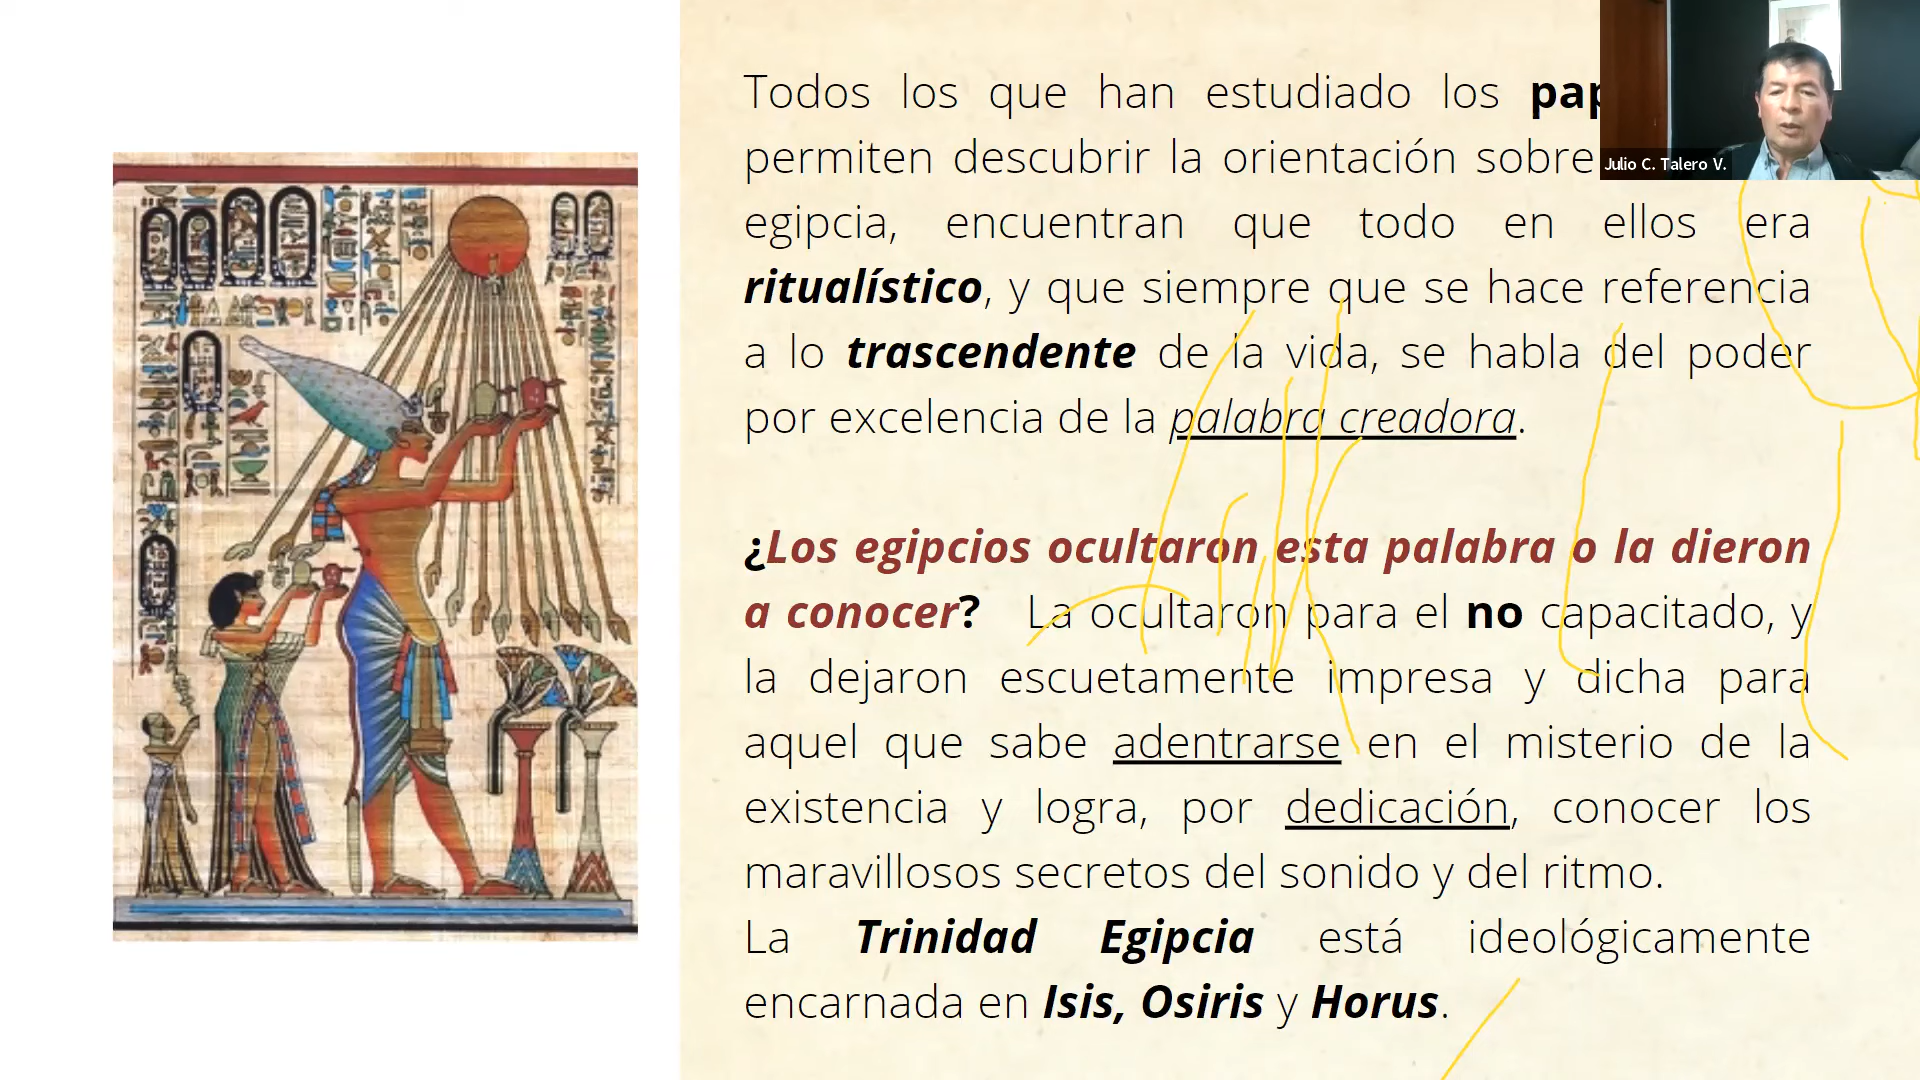 Todos los que han estudiado los
permiten descubrir la orientación sobre
egipcia, encuentran que todo en ellos era
ritualístico, y que siempre que se hace referencia
a lo trascendente de la vida, se habla del poder
por excelencia de la palabra creadora.
¿Los egipcios ocultaron esta palabra o la dieron
a conocer? La ocultaron para el no capacitado, y
la dejaron escuetamente impresa y dicha para
aquel que sabe adentrarse en el misterio de la
existencia y logra, por dedicación, conocer los
maravillosos secretos del sonido y del ritmo.
La Trinidad Egipcia está ideológicamente
encarnada en Isis, Osiris y Horus.
Julio C. Talero V.